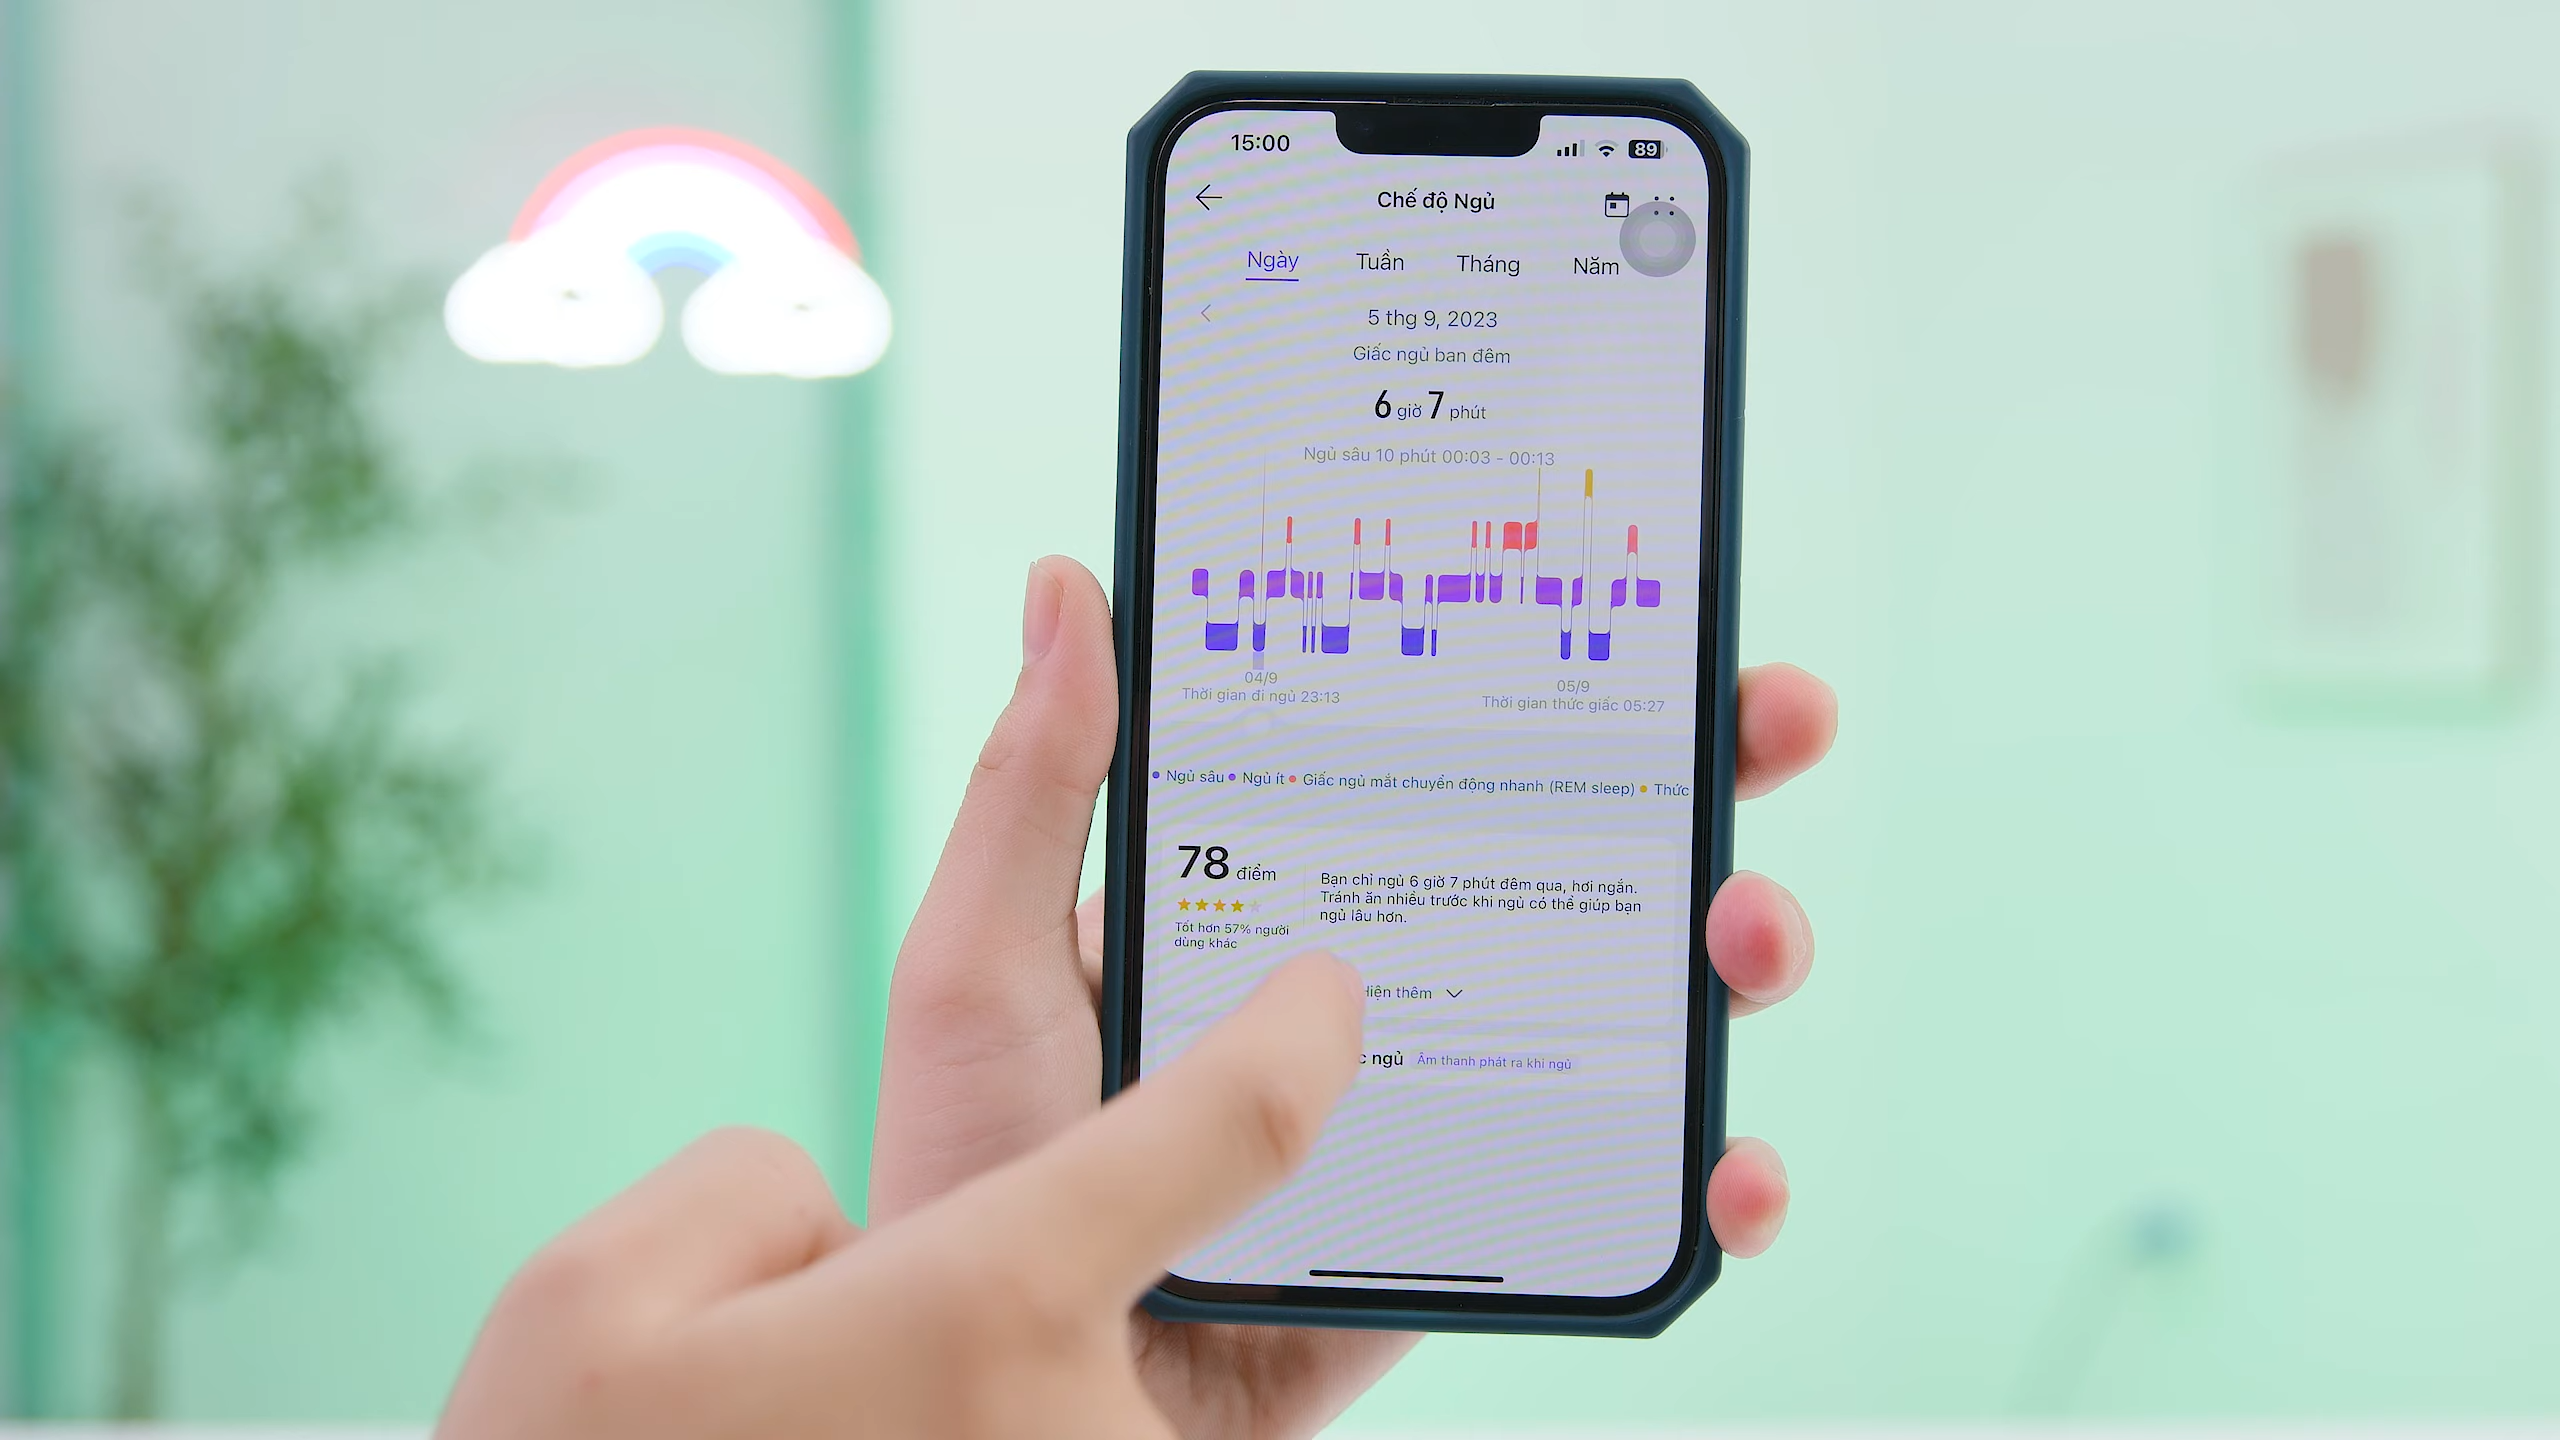 15:00
89
Chế độ Ngủ
Ngày Tuần Tháng Năm
5 thg 9, 2023
Giấc ngủ ban đêm
6 giờ 7 phút
Ngủ sâu 10 phút 00:03 - 00:13
04/9
Thời gian đi ngủ 23:13
05/9
Thời gian thức giấc 05:27
Ngủ sâu Ngủ ít Giấc ngủ mắt chuyển động nhanh (REM sleep) Thức
78 điểm
Tốt hơn 57% người
dùng khác
Bạn chỉ ngủ 6 giờ 7 phút đêm qua, hơi ngắn.
Tránh ăn nhiều trước khi ngủ có thể giúp bạn
ngủ lâu hơn.
thêm
ngủ Âm thanh phát ra khi ngủ